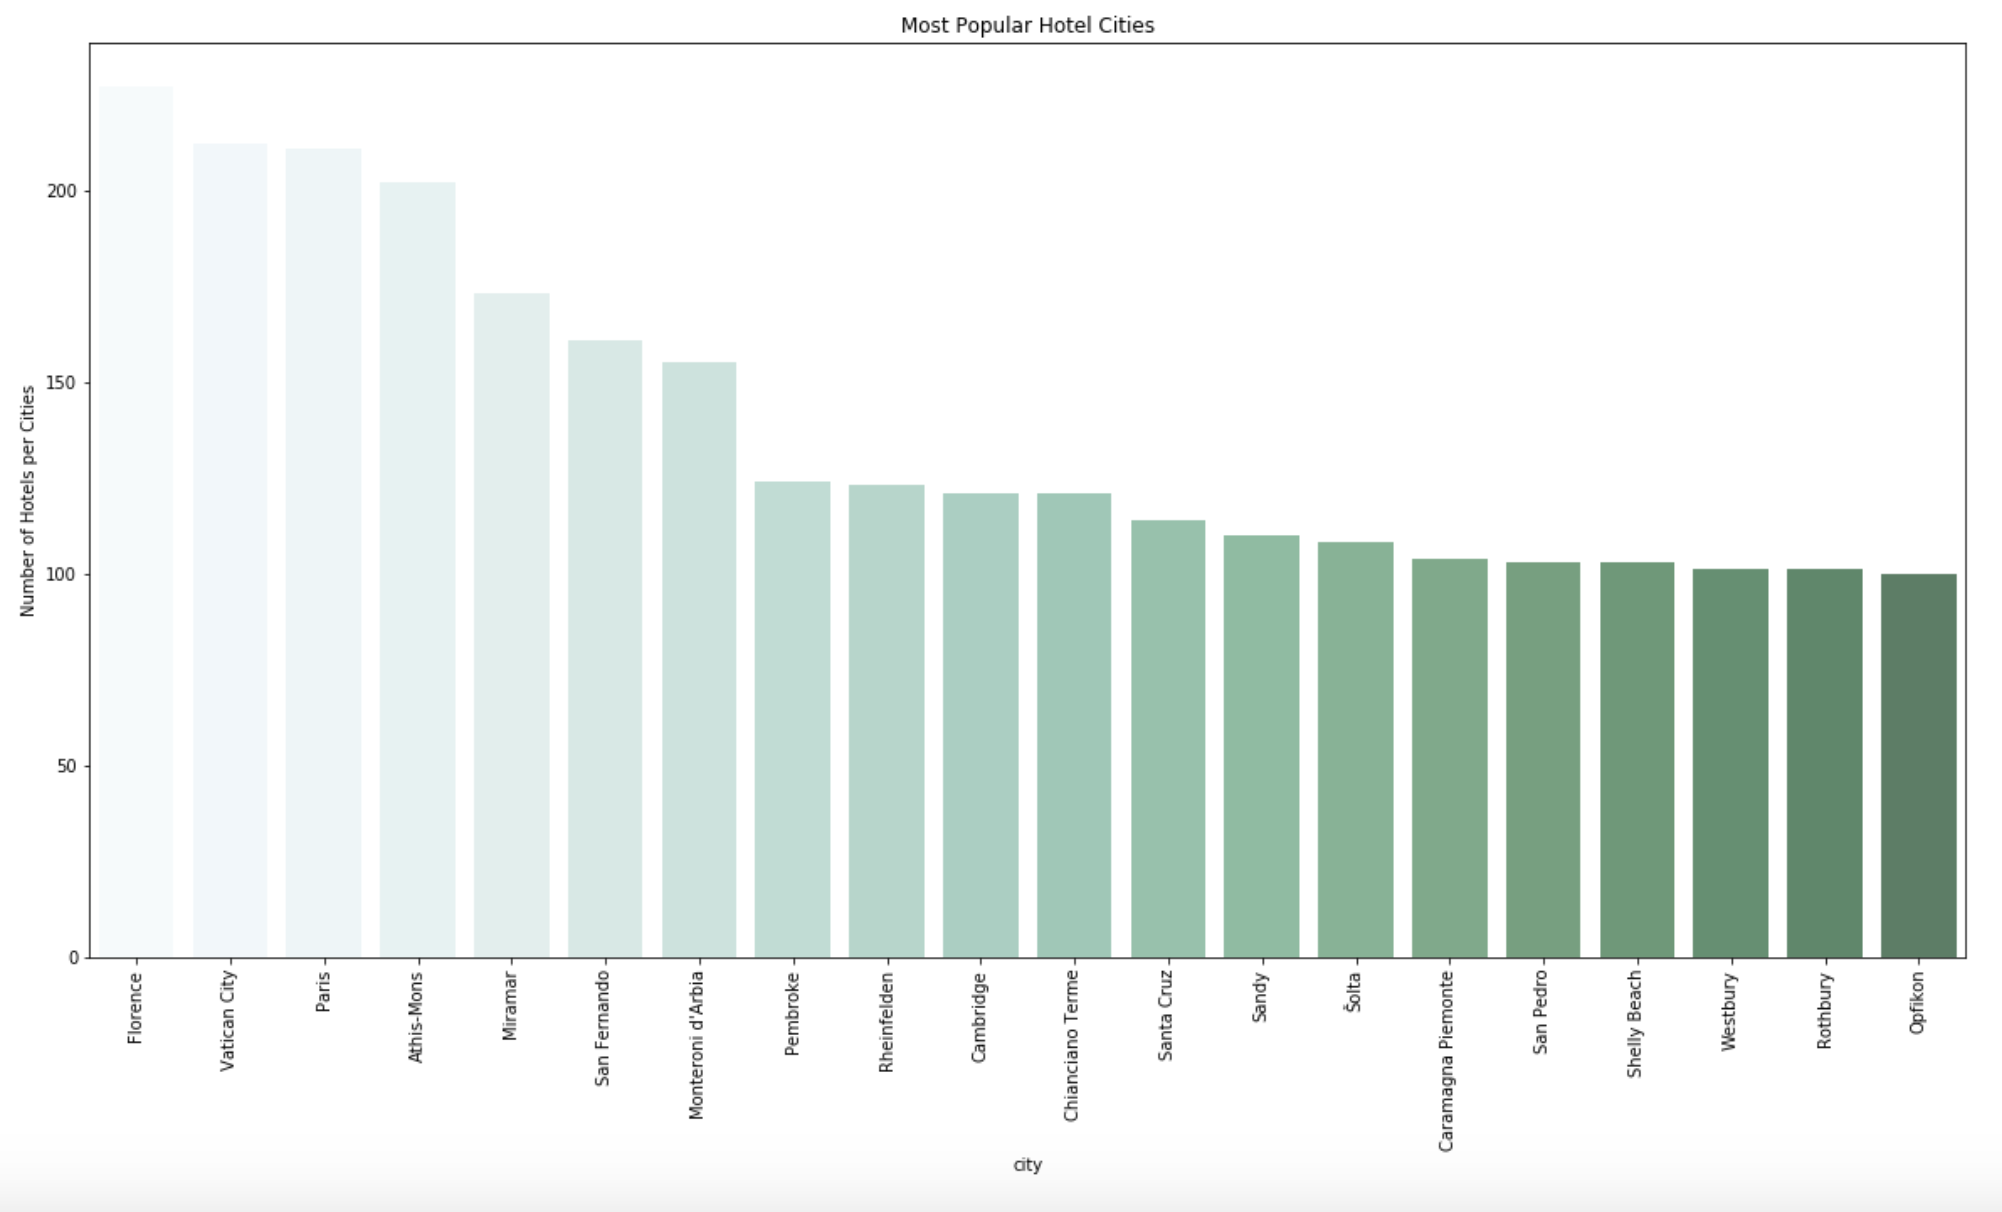 Most Popular Hotel Cities
Number of Hotels per Cities
200
150
100
50
0
Florence
Vatican City
Paris
Athis-Mons
Miramar
San Fernando
Monteroni d'Arbia
Pembroke
Rheinfelden
Cambridge
Chianciano Terme
Santa Cruz
Sandy
Šolta
Caramagna Piemonte
San Pedro
Shelly Beach
Westbury
Rothbury
Opfikon
city